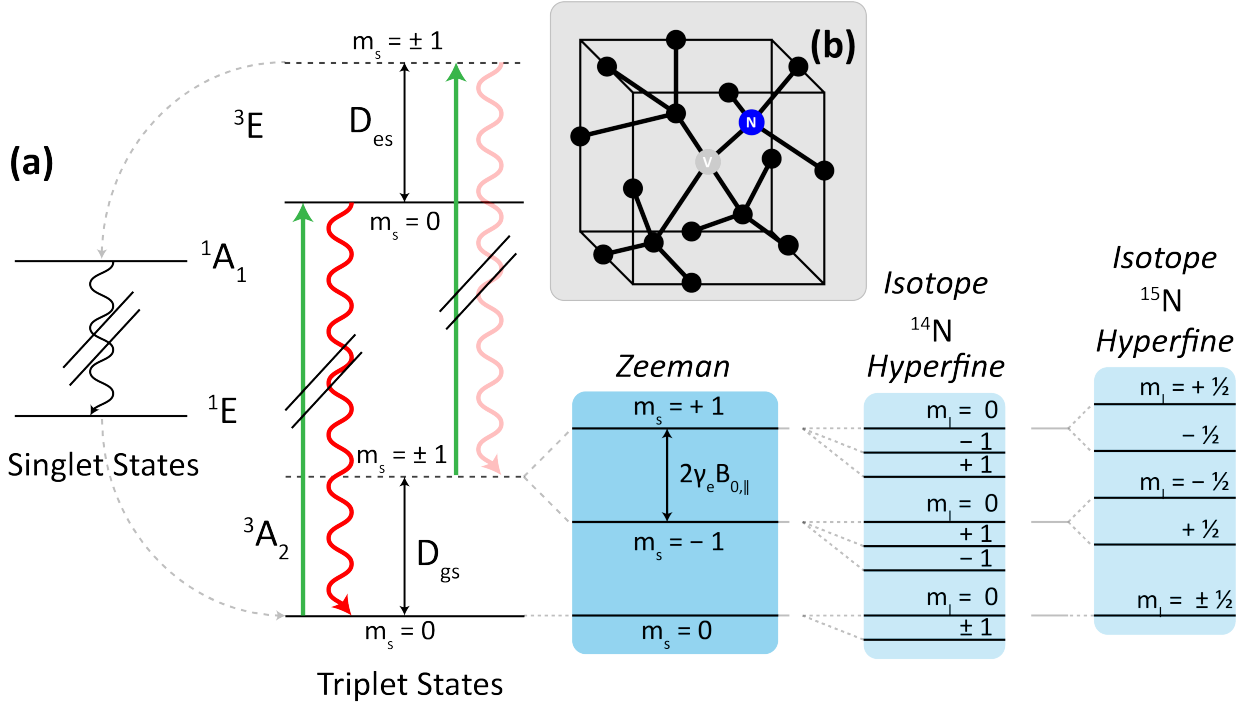 (a)
m_s = ± 1
³E
D_es
m_s = 0
¹A₁
¹E
Singlet States
m_s = ± 1
³A₂
D_gs
m_s = 0
Triplet States
(b)
N
V
Zeeman
m_s = + 1
2γ_eB_0,∥
m_s = − 1
m_s = 0
Isotope
¹⁴N
Hyperfine
m_I = 0
− 1
+ 1
m_I = 0
+ 1
− 1
m_I = 0
± 1
Isotope
¹⁵N
Hyperfine
m_I = + ½
− ½
m_I = − ½
+ ½
m_I = ± ½